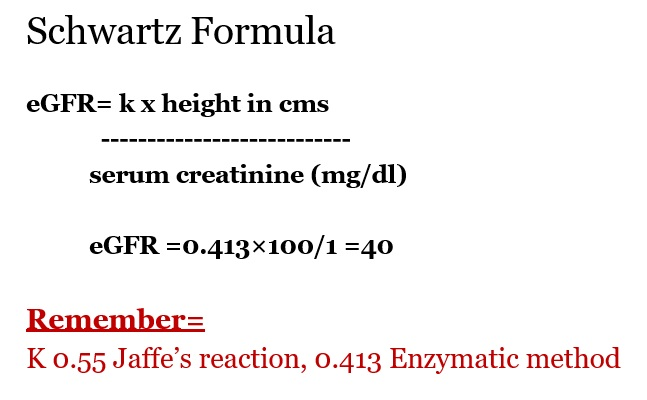 Schwartz Formula
eGFR= k x height in cms
---------------------------
serum creatinine (mg/dl)
eGFR =0.413×100/1 =40
Remember=
K 0.55 Jaffe's reaction, 0.413 Enzymatic method